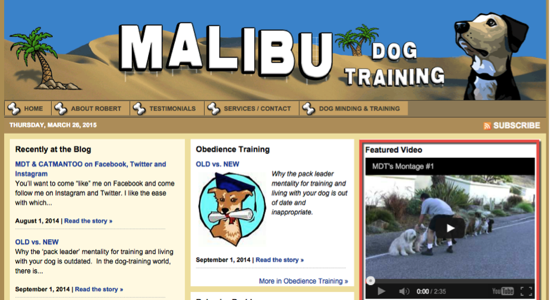 MALIBU DOG
TRAINING
HOME
ABOUT ROBERT
TESTIMONIALS
SERVICES / CONTACT
DOG MINDING & TRAINING
THURSDAY, MARCH 26, 2015
SUBSCRIBE
Recently at the Blog
MDT & CATMANTOO on Facebook, Twitter and
Instagram
You'll want to come "like" me on Facebook and come
follow me on Instagram and Twitter. I like the ease
with which...
August 1, 2014 | Read the story »
OLD vs. NEW
Why the 'pack leader' mentality for training and living
with your dog is outdated. In the dog-training world,
there is...
Obedience Training
OLD vs. NEW
Why the pack leader
mentality for training and
living with your dog is out
of date and
inappropriate.
September 1, 2014 | Read the story »
More in Obedience Training »
Featured Video
MDT's Montage #1
0:00 / 2:35
YouTube